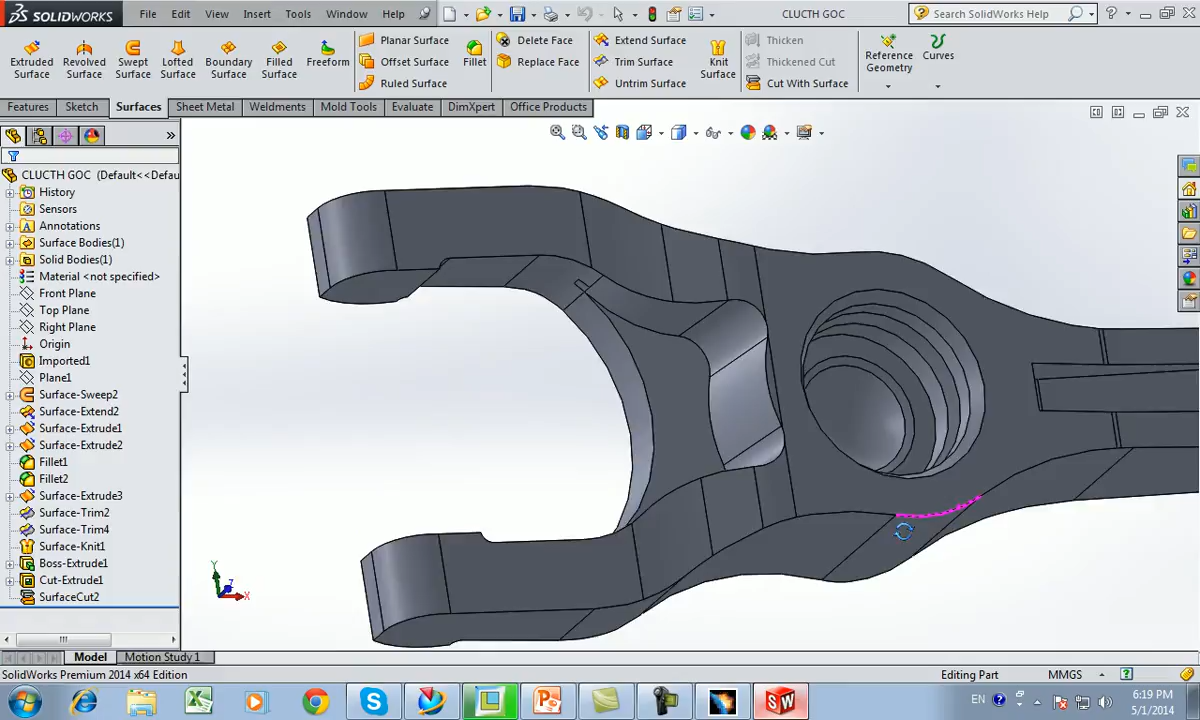 SOLIDWORKS File Edit View Insert Tools Window Help CLUCTH GOC Search SolidWorks Help
Extruded Surface
Revolved Surface
Swept Surface
Lofted Surface
Boundary Surface
Filled Surface
Freeform
Planar Surface
Offset Surface
Ruled Surface
Fillet
Delete Face
Replace Face
Extend Surface
Trim Surface
Untrim Surface
Knit Surface
Thicken
Thickened Cut
Cut With Surface
Reference Geometry
Curves
Features Sketch Surfaces Sheet Metal Weldments Mold Tools Evaluate DimXpert Office Products
CLUCTH GOC (Default<<Defau
History
Sensors
Annotations
Surface Bodies(1)
Solid Bodies(1)
Material <not specified>
Front Plane
Top Plane
Right Plane
Origin
Imported1
Plane1
Surface-Sweep2
Surface-Extend2
Surface-Extrude1
Surface-Extrude2
Fillet1
Fillet2
Surface-Extrude3
Surface-Trim2
Surface-Trim4
Surface-Knit1
Boss-Extrude1
Cut-Extrude1
SurfaceCut2
Y
Z
X
Model Motion Study 1
SolidWorks Premium 2014 x64 Edition Editing Part MMGS
EN 6:19 PM
5/1/2014